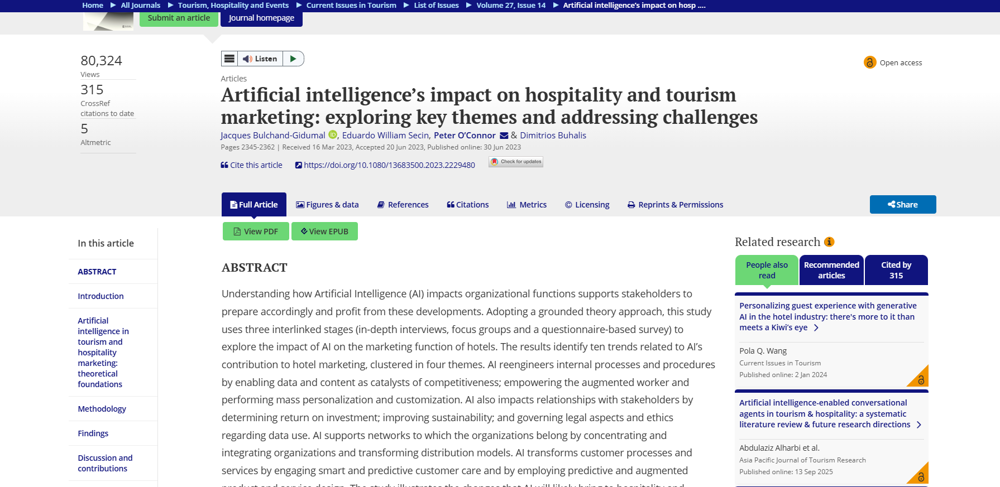 Home ▶ All Journals ▶ Tourism, Hospitality and Events ▶ Current Issues in Tourism ▶ List of Issues ▶ Volume 27, Issue 14 ▶ Artificial intelligence’s impact on hosp ....
Submit an article
Journal homepage
80,324
Views
315
CrossRef
citations to date
5
Altmetric
Listen
Open access
Articles
Artificial intelligence’s impact on hospitality and tourism
marketing: exploring key themes and addressing challenges
Jacques Bulchand-Gidumal iD, Eduardo William Secin, Peter O’Connor & Dimitrios Buhalis
Pages 2345-2362 | Received 16 Mar 2023, Accepted 20 Jun 2023, Published online: 30 Jun 2023
Cite this article
https://doi.org/10.1080/13683500.2023.2229480
Check for updates
Full Article
Figures & data
References
Citations
Metrics
Licensing
Reprints & Permissions
Share
View PDF
View EPUB
In this article
ABSTRACT
Introduction
Artificial
intelligence in
tourism and
hospitality
marketing:
theoretical
foundations
Methodology
Findings
Discussion and
contributions
ABSTRACT
Understanding how Artificial Intelligence (AI) impacts organizational functions supports stakeholders to
prepare accordingly and profit from these developments. Adopting a grounded theory approach, this study
uses three interlinked stages (in-depth interviews, focus groups and a questionnaire-based survey) to
explore the impact of AI on the marketing function of hotels. The results identify ten trends related to AI’s
contribution to hotel marketing, clustered in four themes. AI reengineers internal processes and procedures
by enabling data and content as catalysts of competitiveness; empowering the augmented worker and
performing mass personalization and customization. AI also impacts relationships with stakeholders by
determining return on investment; improving sustainability; and governing legal aspects and ethics
regarding data use. AI supports networks to which the organizations belong by concentrating and
integrating organizations and transforming distribution models. AI transforms customer processes and
services by engaging smart and predictive customer care and by employing predictive and augmented
product and service design. The study illustrates the changes that AI will likely bring to hospitality and
Related research
People also
read
Recommended
articles
Cited by
315
Personalizing guest experience with generative
AI in the hotel industry: there's more to it than
meets a Kiwi’s eye
Pola Q. Wang
Current Issues in Tourism
Published online: 2 Jan 2024
Artificial intelligence-enabled conversational
agents in tourism & hospitality: a systematic
literature review & future research directions
Abdulaziz Alharbi et al.
Asia Pacific Journal of Tourism Research
Published online: 13 Sep 2025